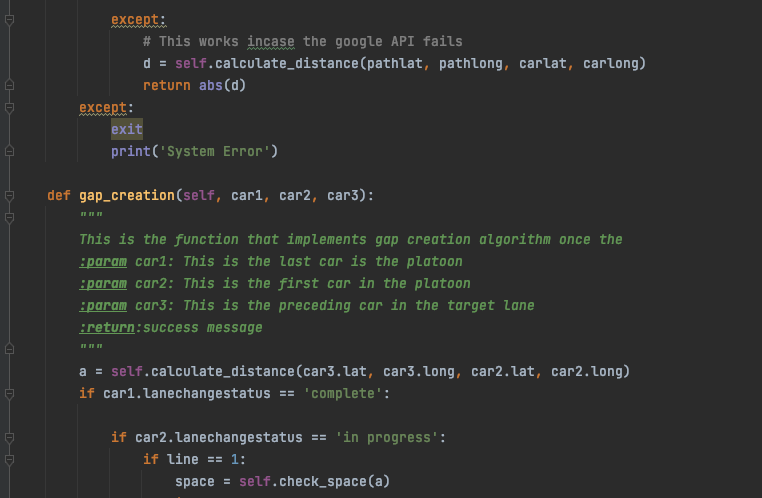 except:
# This works incase the google API fails
d = self.calculate_distance(pathlat, pathlong, carlat, carlong)
return abs(d)
except:
exit
print('System Error')
def gap_creation(self, car1, car2, car3):
"""
This is the function that implements gap creation algorithm once the
:param car1: This is the last car is the platoon
:param car2: This is the first car in the platoon
:param car3: This is the preceding car in the target lane
:return:success message
"""
a = self.calculate_distance(car3.lat, car3.long, car2.lat, car2.long)
if car1.lanechangestatus == 'complete':
if car2.lanechangestatus == 'in progress':
if line == 1:
space = self.check_space(a)